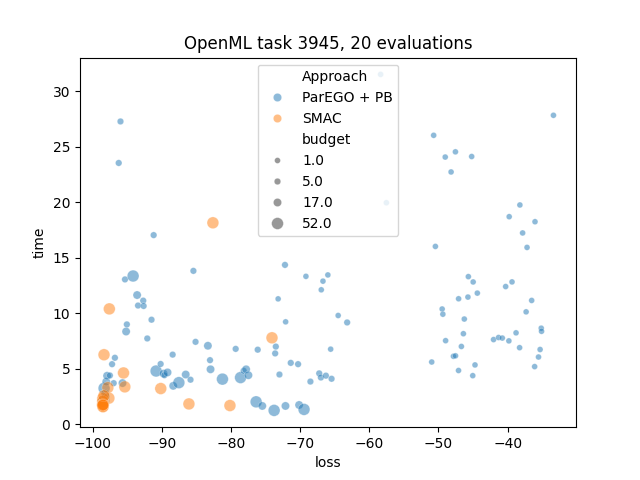 OpenML task 3945, 20 evaluations
Approach
ParEGO + PB
SMAC
budget
1.0
5.0
17.0
52.0
time
30
25
20
15
10
5
0
−100 −90 −80 −70 −60 −50 −40
loss